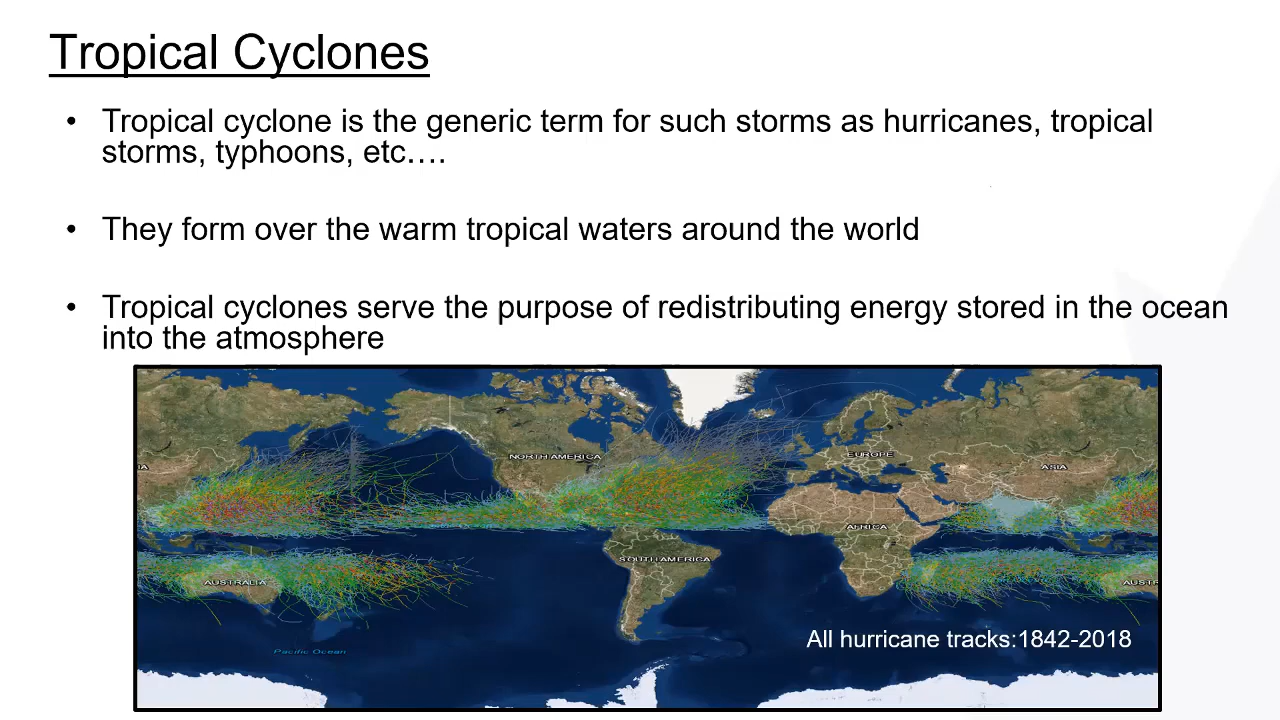 Tropical Cyclones
• Tropical cyclone is the generic term for such storms as hurricanes, tropical
storms, typhoons, etc….
• They form over the warm tropical waters around the world
• Tropical cyclones serve the purpose of redistributing energy stored in the ocean
into the atmosphere
NORTH AMERICA
EUROPE
IA
ASIA
AFRICA
SOUTH AMERICA
AUSTRALIA
AUSTR
All hurricane tracks:1842-2018
Pacific Ocean